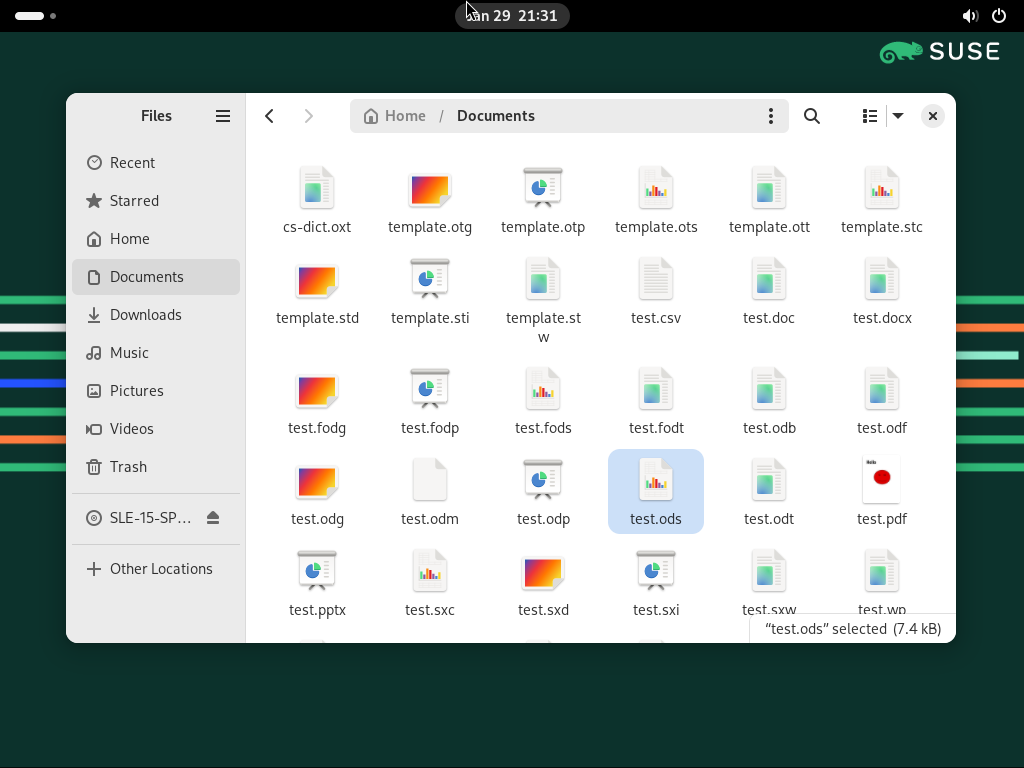 Jan 29 21:31
SUSE
Files
Home / Documents
Recent
Starred
Home
Documents
Downloads
Music
Pictures
Videos
Trash
SLE-15-SP…
Other Locations
cs-dict.oxt
template.otg
template.otp
template.ots
template.ott
template.stc
template.std
template.sti
template.st
w
test.csv
test.doc
test.docx
test.fodg
test.fodp
test.fods
test.fodt
test.odb
test.odf
test.odg
test.odm
test.odp
test.ods
test.odt
test.pdf
test.pptx
test.sxc
test.sxd
test.sxi
test.sxw
test.wp
“test.ods” selected (7.4 kB)